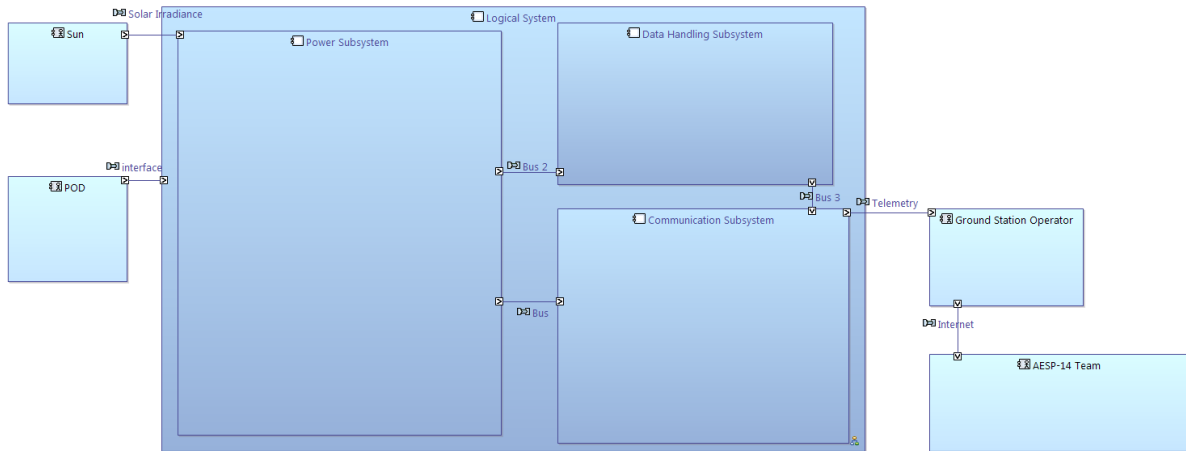 Solar Irradiance
Logical System
Sun
Power Subsystem
Data Handling Subsystem
interface
POD
Bus 2
Bus 3
Telemetry
Communication Subsystem
Ground Station Operator
Bus
Internet
AESP-14 Team